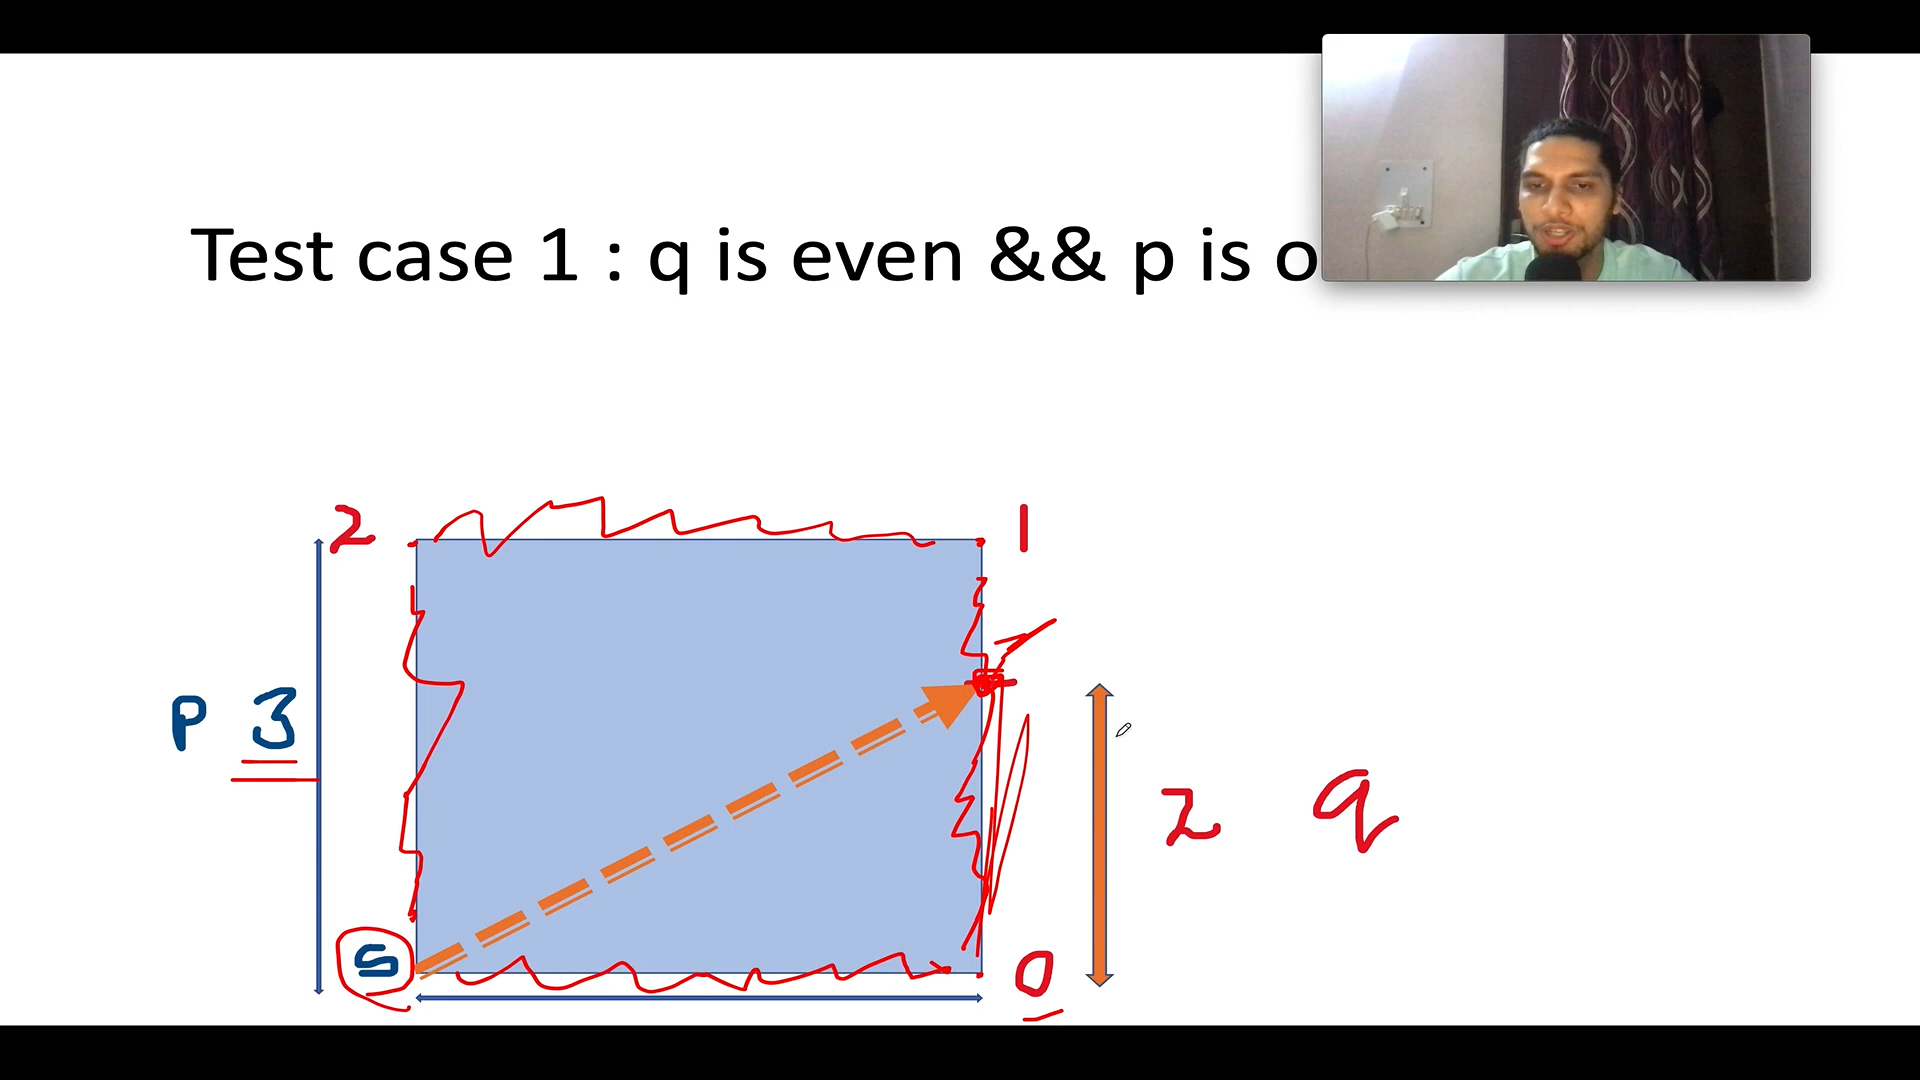 Test case 1 : q is even && p is o
2 1
P 3
2 q
S 0